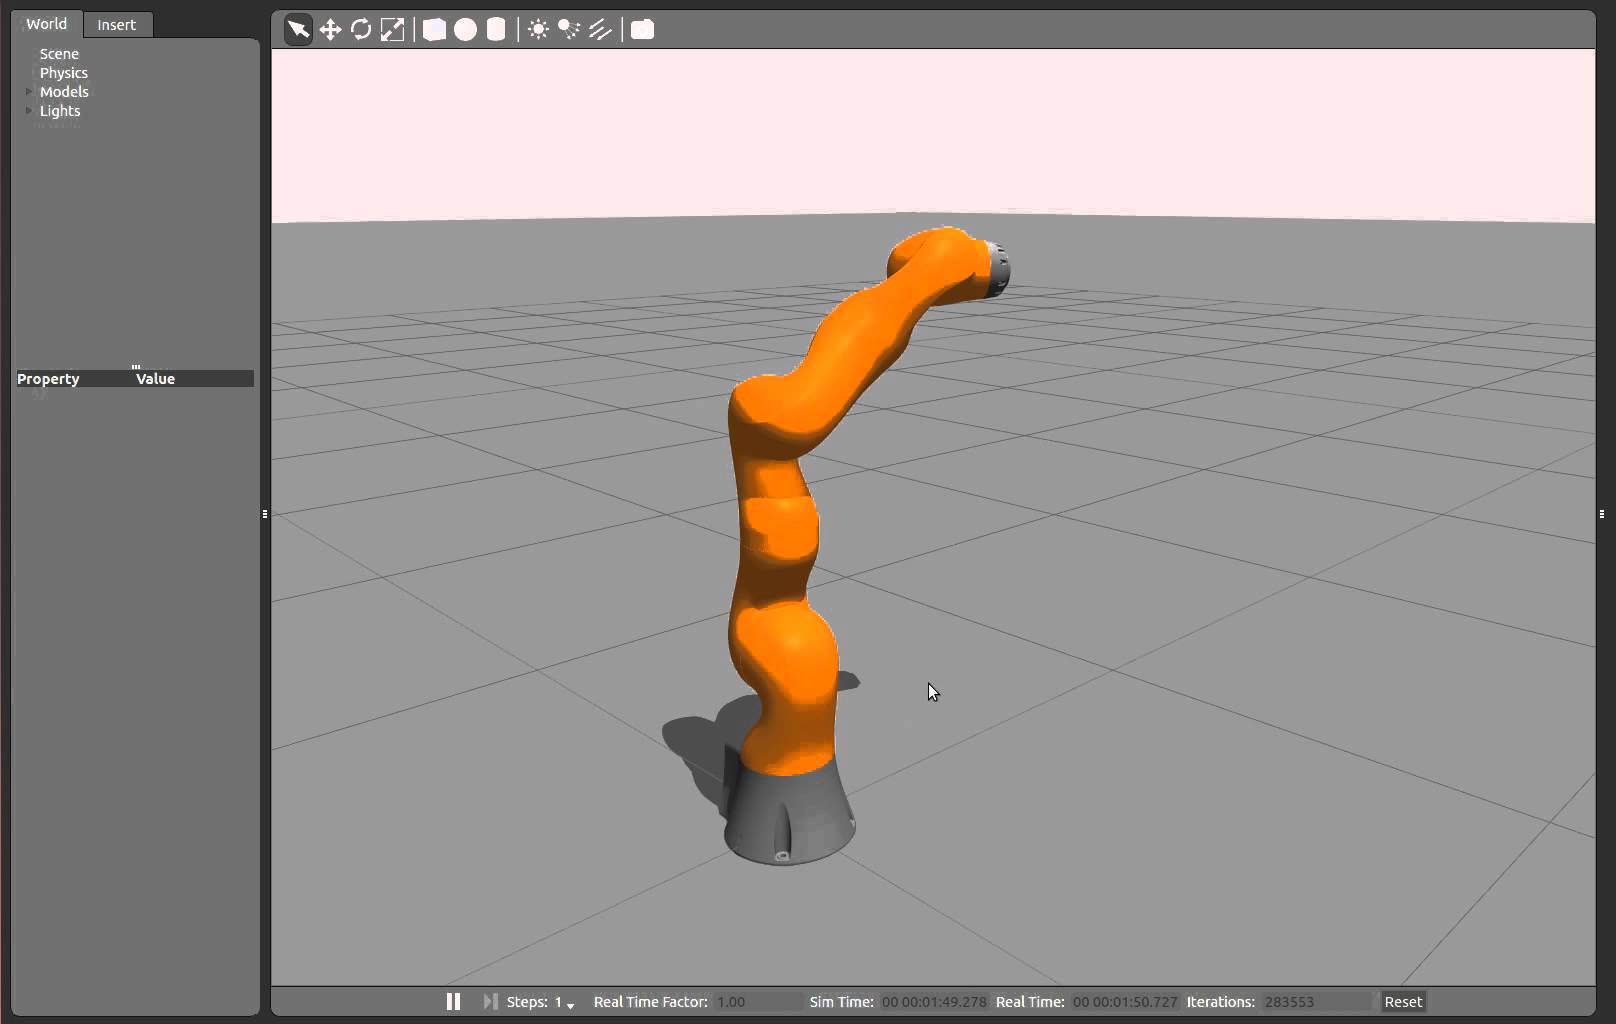 World Insert
Scene
Physics
Models
Lights
Property Value
Steps: 1 Real Time Factor: 1.00 Sim Time: 00 00:01:49.278 Real Time: 00 00:01:50.727 Iterations: 283553 Reset